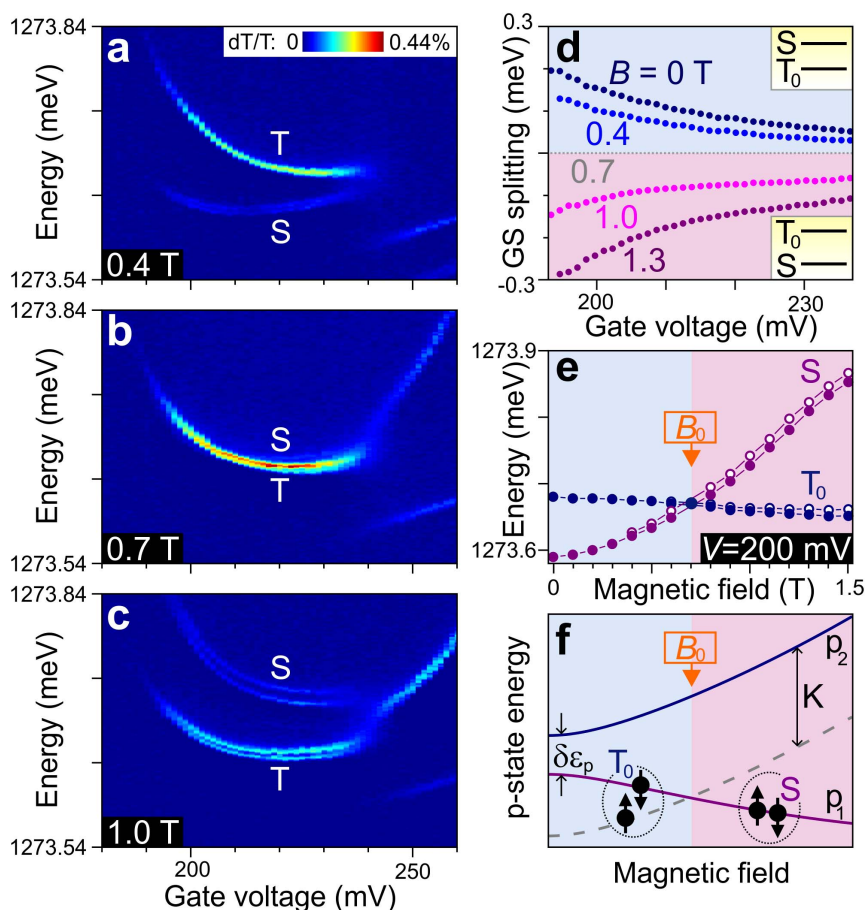 1273.84
a
dT/T: 0
0.44%
Energy (meV)
T
S
0.4 T
1273.54
1273.84
b
Energy (meV)
S
T
0.7 T
1273.54
1273.84
c
Energy (meV)
S
T
1.0 T
1273.54
200
250
Gate voltage (mV)
0.3
d
B = 0 T
S
T₀
GS splitting (meV)
0.4
0.7
1.0
1.3
T₀
S
-0.3
200
230
Gate voltage (mV)
1273.9
e
S
B₀
Energy (meV)
T₀
V=200 mV
1273.6
0
Magnetic field (T)
1.5
f
B₀
p₂
p-state energy
K
δεₚ
T₀
S
p₁
Magnetic field